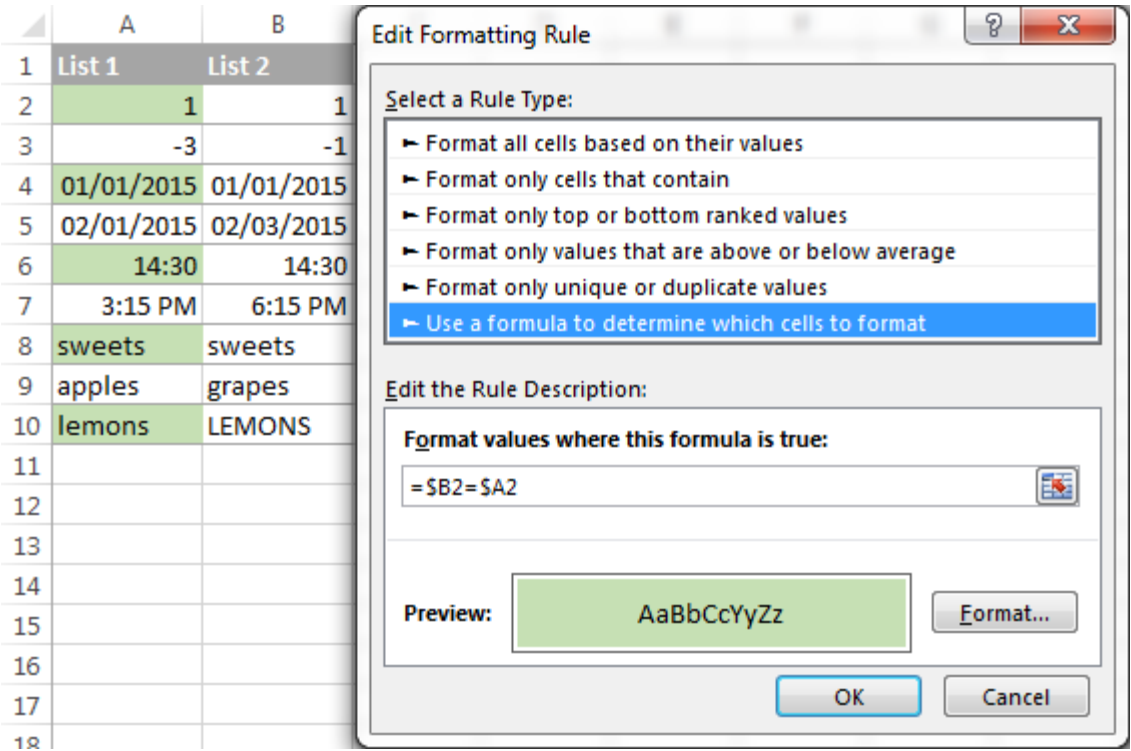 A B
1 List 1 List 2
2 1 1
3 -3 -1
4 01/01/2015 01/01/2015
5 02/01/2015 02/03/2015
6 14:30 14:30
7 3:15 PM 6:15 PM
8 sweets sweets
9 apples grapes
10 lemons LEMONS
11
12
13
14
15
16
17
18
Edit Formatting Rule
?
Select a Rule Type:
► Format all cells based on their values
► Format only cells that contain
► Format only top or bottom ranked values
► Format only values that are above or below average
► Format only unique or duplicate values
► Use a formula to determine which cells to format
Edit the Rule Description:
Format values where this formula is true:
=$B2=$A2
Preview: AaBbCcYyZz Format...
OK Cancel